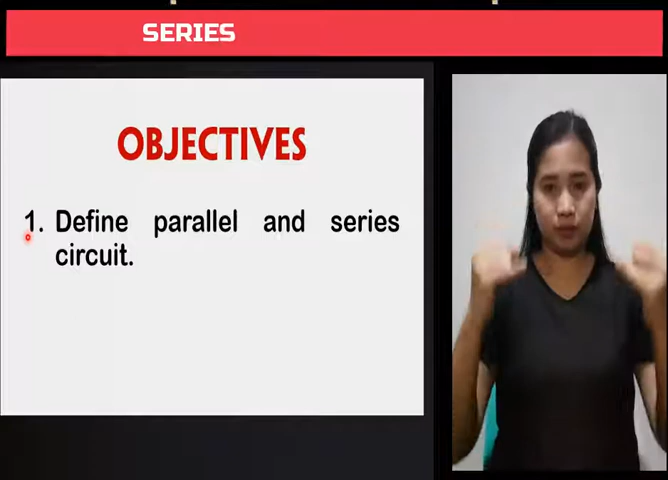 SERIES
OBJECTIVES
1. Define parallel and series
circuit.